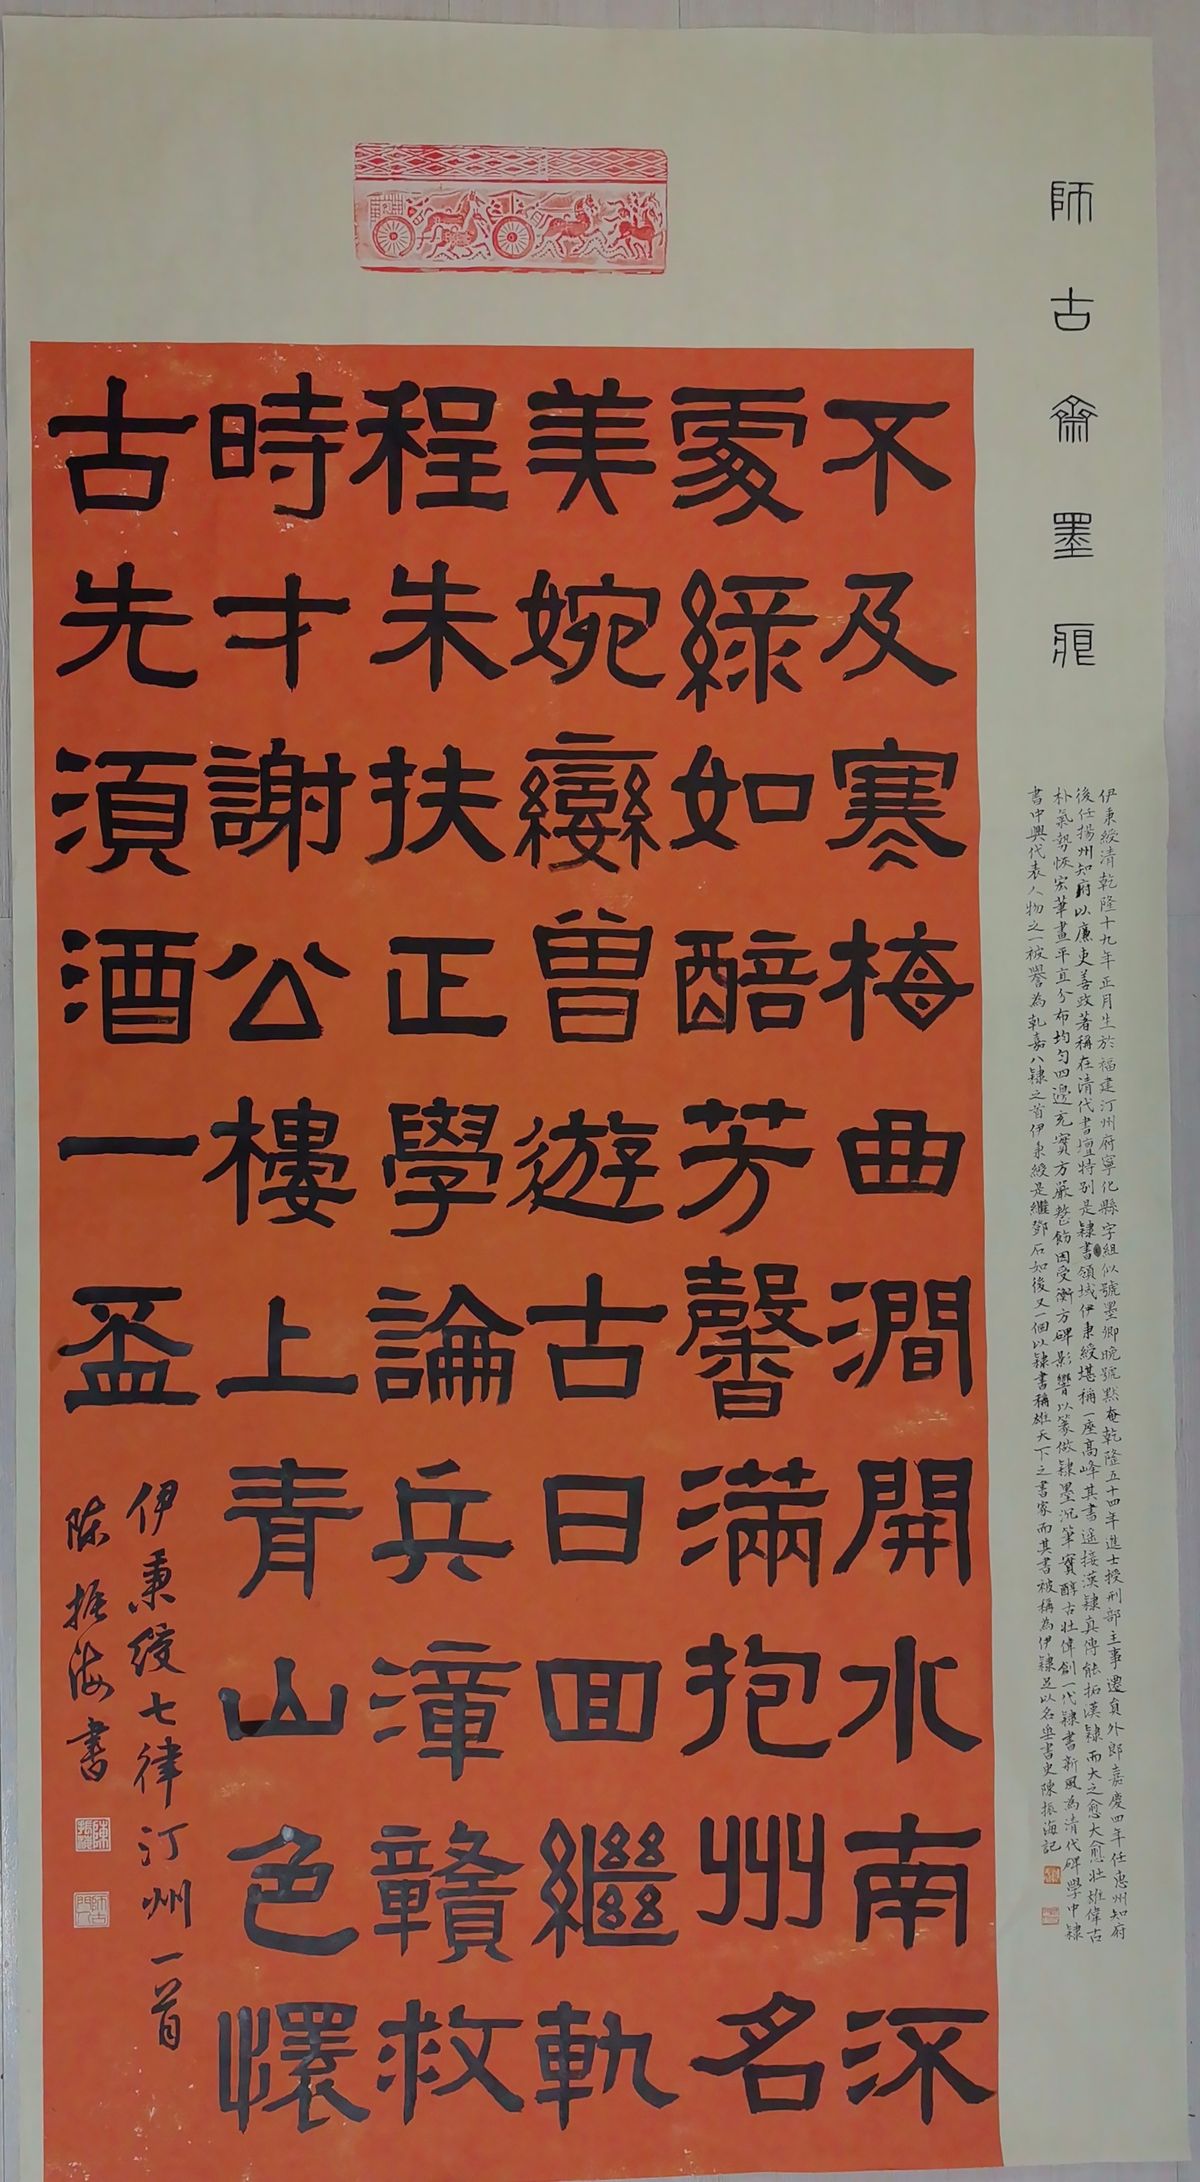 師古齋墨痕
伊秉綬清乾隆十九年正月生於福建汀州府寧化縣字組似號墨卿晚號默庵乾隆五十四年進士授刑部主事遷員外郎嘉慶四年任惠州知府
後任揚州知府以廉吏善政著稱在清代書壇特別是隸書領域伊秉綬堪稱一座高峰其書遥接漢隸真傳能拓漢隸而大之愈大愈壯雄偉古
朴氣勢恢宏筆畫平直分布均勻四邊充實方嚴整飭因受衡方碑影響以篆做隸墨沉筆實醇古壯偉創一代隸書新風為清代碑學中隸
書中興代表人物之一被譽為乾嘉八隸之首伊秉綬是繼鄧石如後又一個以隸書稱雄天下之書家而其書被稱為伊隸足以名垂書史陳振海記
不及寒梅曲澗開水南深
處綠如醅芳馨滿抱州名
美婉孌曾遊古日回繼軌
程朱扶正學論兵漳贛救
時才謝公樓上青山色懷
古先須酒一盃
伊秉綬七律汀州一首
陈振海書